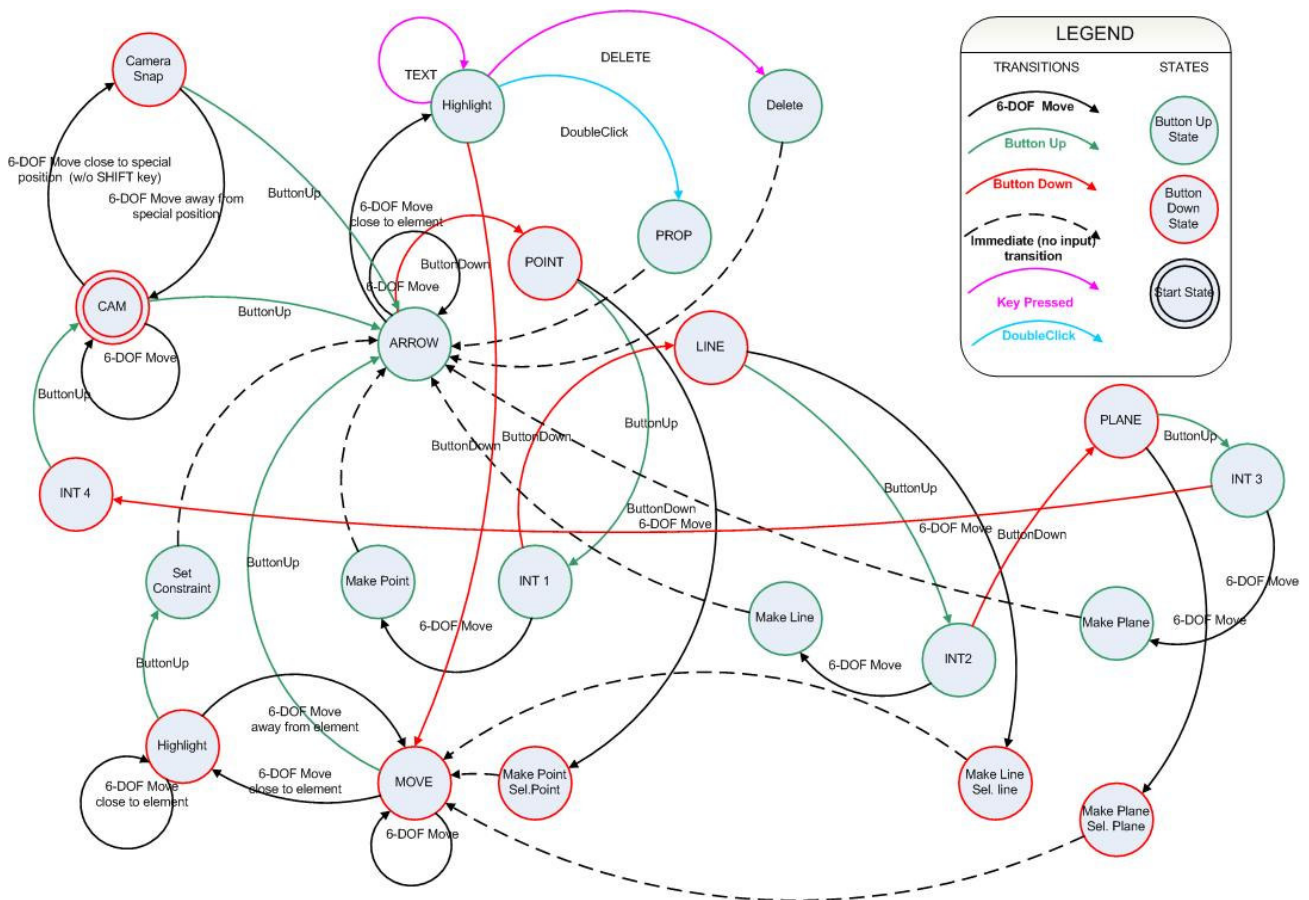 LEGEND
TRANSITIONS
STATES
6-DOF Move
Button Up
Button Down
Immediate (no input)
transition
Key Pressed
DoubleClick
Button Up
State
Button
Down
State
Start State
Camera
Snap
TEXT
Highlight
DELETE
Delete
DoubleClick
6-DOF Move close to special
position (w/o SHIFT key)
6-DOF Move away from
special position
ButtonUp
6-DOF Move
close to element
PROP
POINT
ButtonDown
6-DOF Move
CAM
ButtonUp
ARROW
LINE
6-DOF Move
ButtonUp
ButtonUp
ButtonDown
ButtonDown
PLANE
ButtonUp
INT 4
ButtonUp
INT 3
ButtonDown
6-DOF Move
6-DOF Move
ButtonDown
ButtonUp
Set
Constraint
Make Point
INT 1
6-DOF Move
Make Line
Make Plane
6-DOF Move
6-DOF Move
INT2
6-DOF Move
ButtonUp
6-DOF Move
away from element
Highlight
6-DOF Move
close to element
6-DOF Move
close to element
MOVE
Make Point
Sel.Point
Make Line
Sel. line
Make Plane
Sel. Plane
6-DOF Move